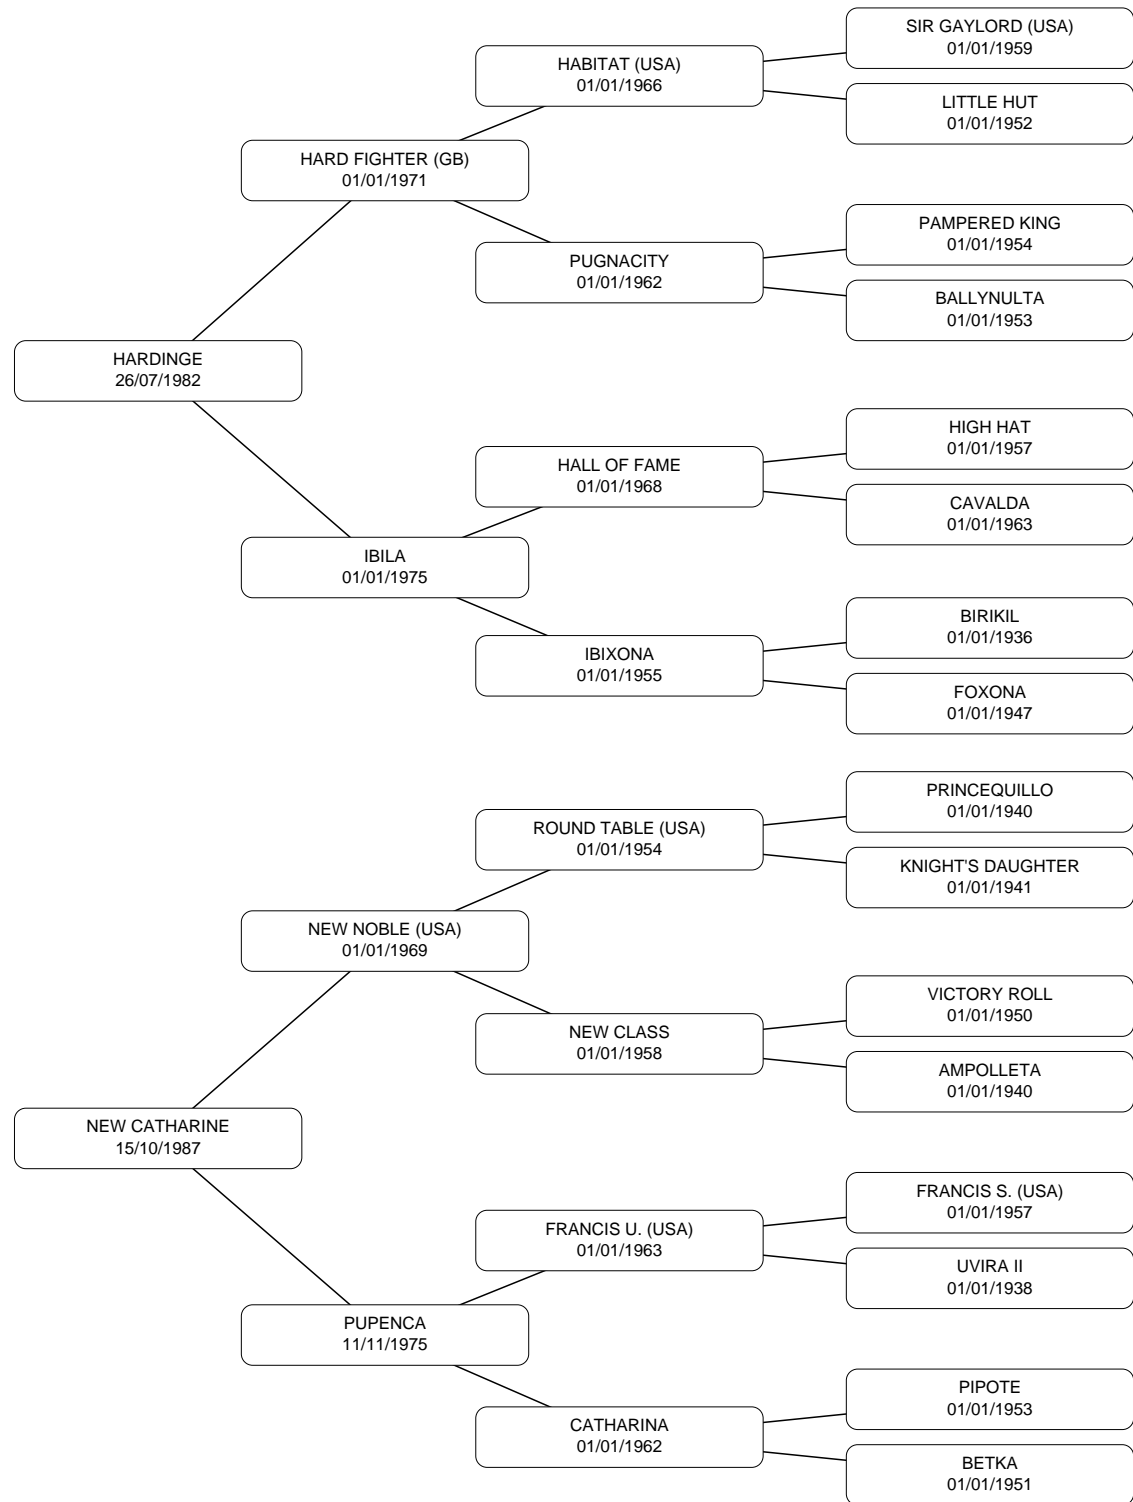 SIR GAYLORD (USA)
01/01/1959
HABITAT (USA)
01/01/1966
LITTLE HUT
01/01/1952
HARD FIGHTER (GB)
01/01/1971
PAMPERED KING
01/01/1954
PUGNACITY
01/01/1962
BALLYNULTA
01/01/1953
HARDINGE
26/07/1982
HIGH HAT
01/01/1957
HALL OF FAME
01/01/1968
CAVALDA
01/01/1963
IBILA
01/01/1975
BIRIKIL
01/01/1936
IBIXONA
01/01/1955
FOXONA
01/01/1947
PRINCEQUILLO
01/01/1940
ROUND TABLE (USA)
01/01/1954
KNIGHT'S DAUGHTER
01/01/1941
NEW NOBLE (USA)
01/01/1969
VICTORY ROLL
01/01/1950
NEW CLASS
01/01/1958
AMPOLLETA
01/01/1940
NEW CATHARINE
15/10/1987
FRANCIS S. (USA)
01/01/1957
FRANCIS U. (USA)
01/01/1963
UVIRA II
01/01/1938
PUPENCA
11/11/1975
PIPOTE
01/01/1953
CATHARINA
01/01/1962
BETKA
01/01/1951